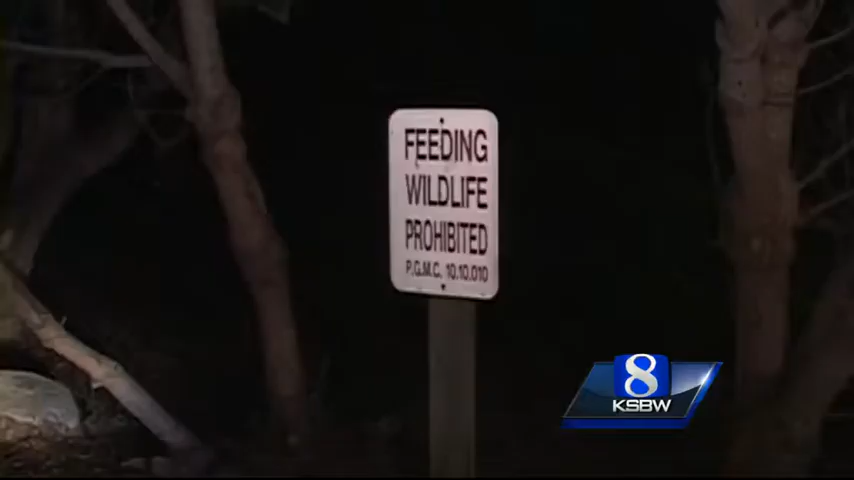 FEEDING
WILDLIFE
PROHIBITED
P.G.M.C. 10.10.010
8
KSBW